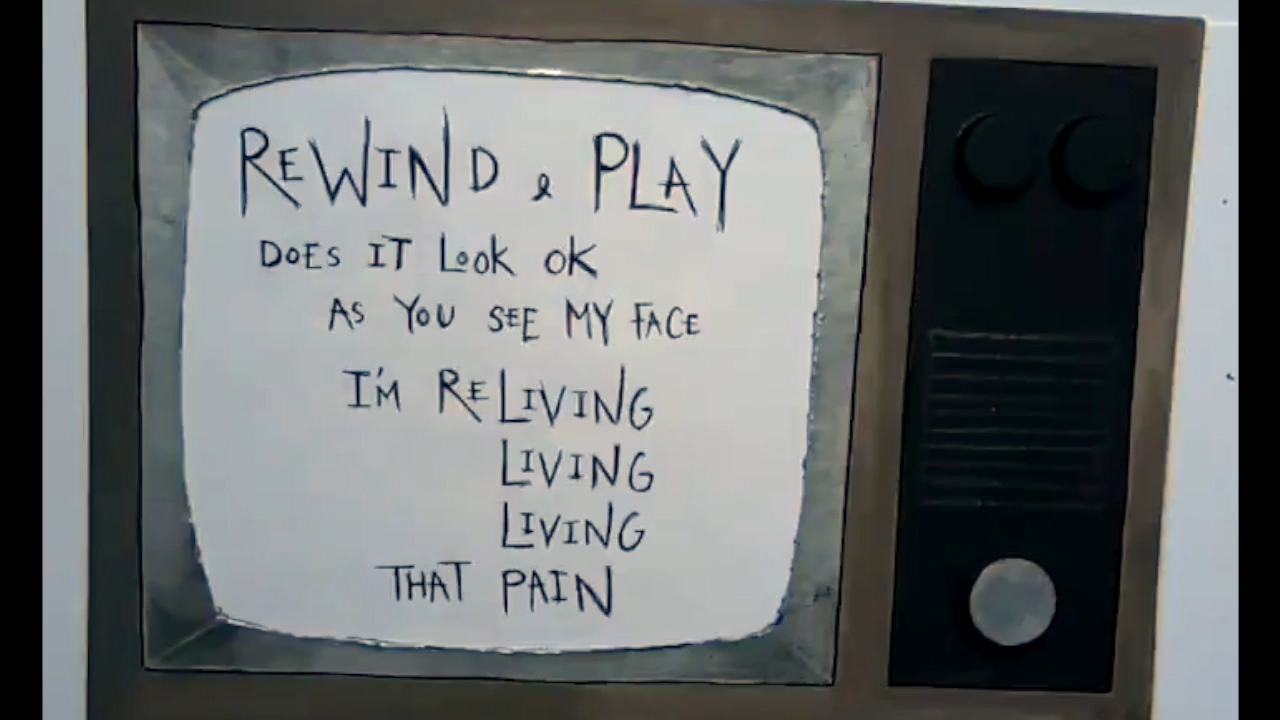 REWIND & PLAY
DOES IT LOOK OK
AS YOU SEE MY FACE
I'M RELIVING
LIVING
LIVING
THAT PAIN